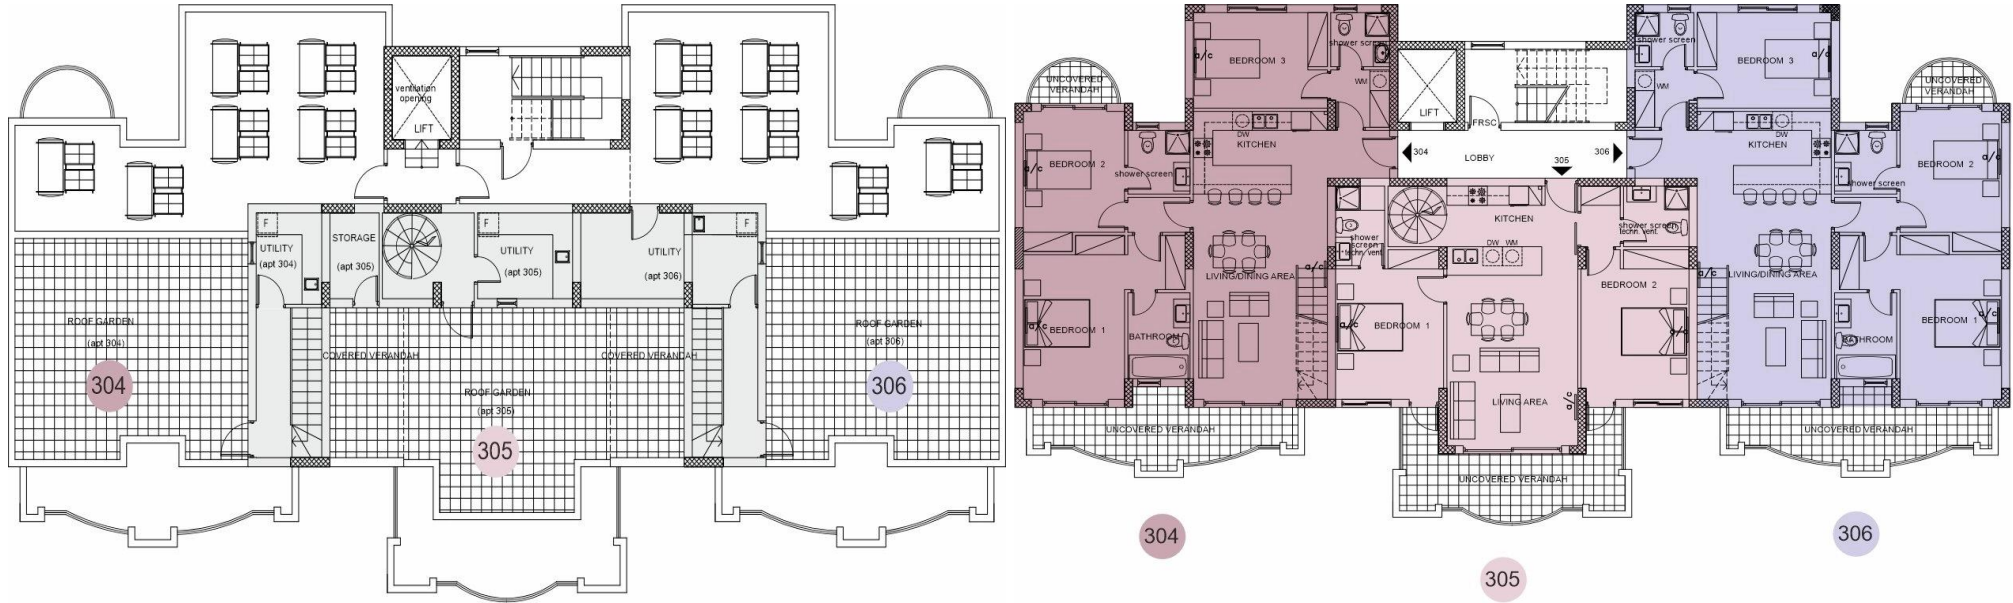 ventilation
opening
LIFT
F
UTILITY
(apt 304)
STORAGE
(apt 305)
F
UTILITY
(apt 305)
UTILITY
(apt 306)
F
ROOF GARDEN
(apt 304)
304
COVERED VERANDAH
ROOF GARDEN
(apt 305)
305
COVERED VERANDAH
ROOF GARDEN
(apt 306)
306
UNCOVERED
VERANDAH
BEDROOM 3
a/c
shower screen
WM
LIFT
FRSC
304
LOBBY
305
306
shower screen
WM
a/c
BEDROOM 3
UNCOVERED
VERANDAH
BEDROOM 2
a/c
shower screen
DW
KITCHEN
LIVING/DINING AREA
a/c
BEDROOM 1
a/c
BATHROOM
UNCOVERED VERANDAH
304
KITCHEN
DW WM
shower
screen
techn. vent.
shower screen
techn. vent.
BEDROOM 1
a/c
BEDROOM 2
a/c
LIVING AREA
a/c
UNCOVERED VERANDAH
305
DW
KITCHEN
shower screen
BEDROOM 2
a/c
a/c
LIVING/DINING AREA
BEDROOM 1
a/c
BATHROOM
UNCOVERED VERANDAH
306